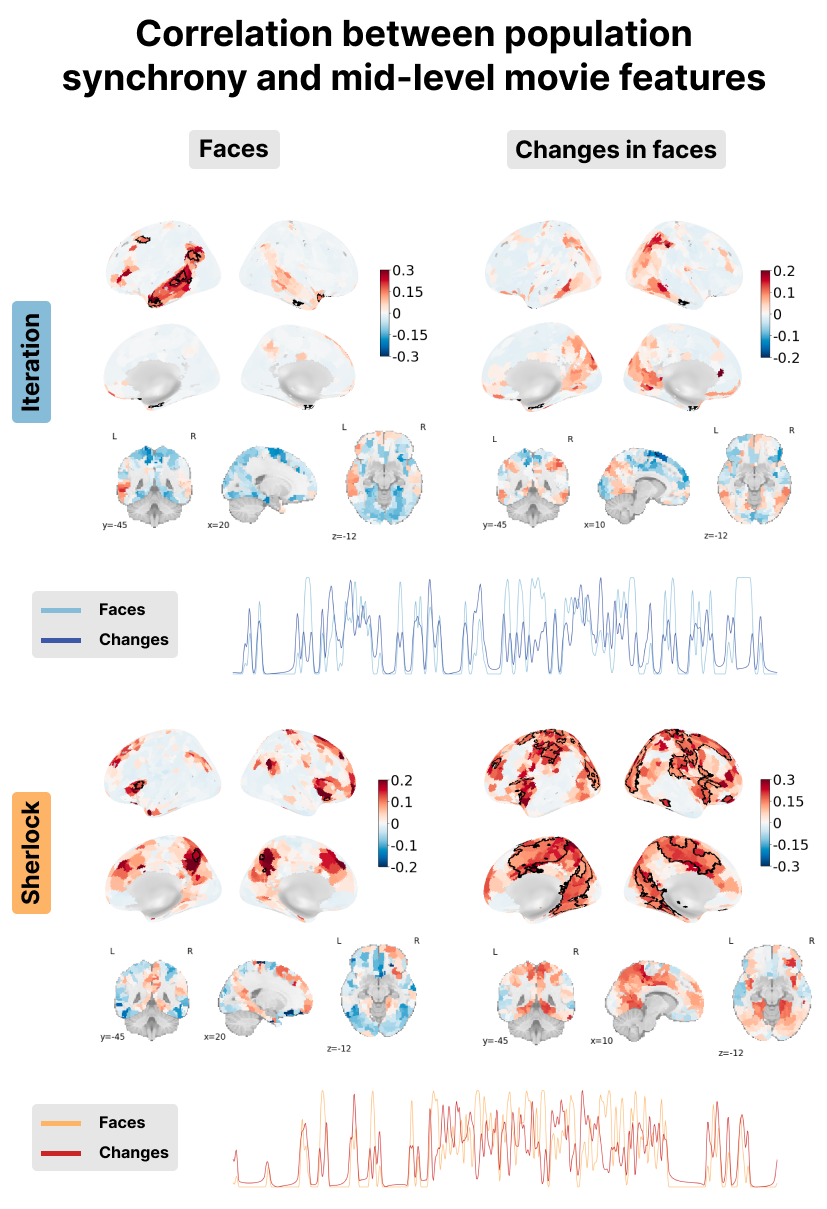 Correlation between population
synchrony and mid-level movie features
Faces
Changes in faces
Iteration
0.3
0.15
0
-0.15
-0.3
0.2
0.1
0
-0.1
-0.2
L R
L R
L R
L R
y=-45
x=20
z=-12
y=-45
x=10
z=-12
Faces
Changes
Sherlock
0.2
0.1
0
-0.1
-0.2
0.3
0.15
0
-0.15
-0.3
L R
L R
L R
L R
y=-45
x=20
z=-12
y=-45
x=10
z=-12
Faces
Changes